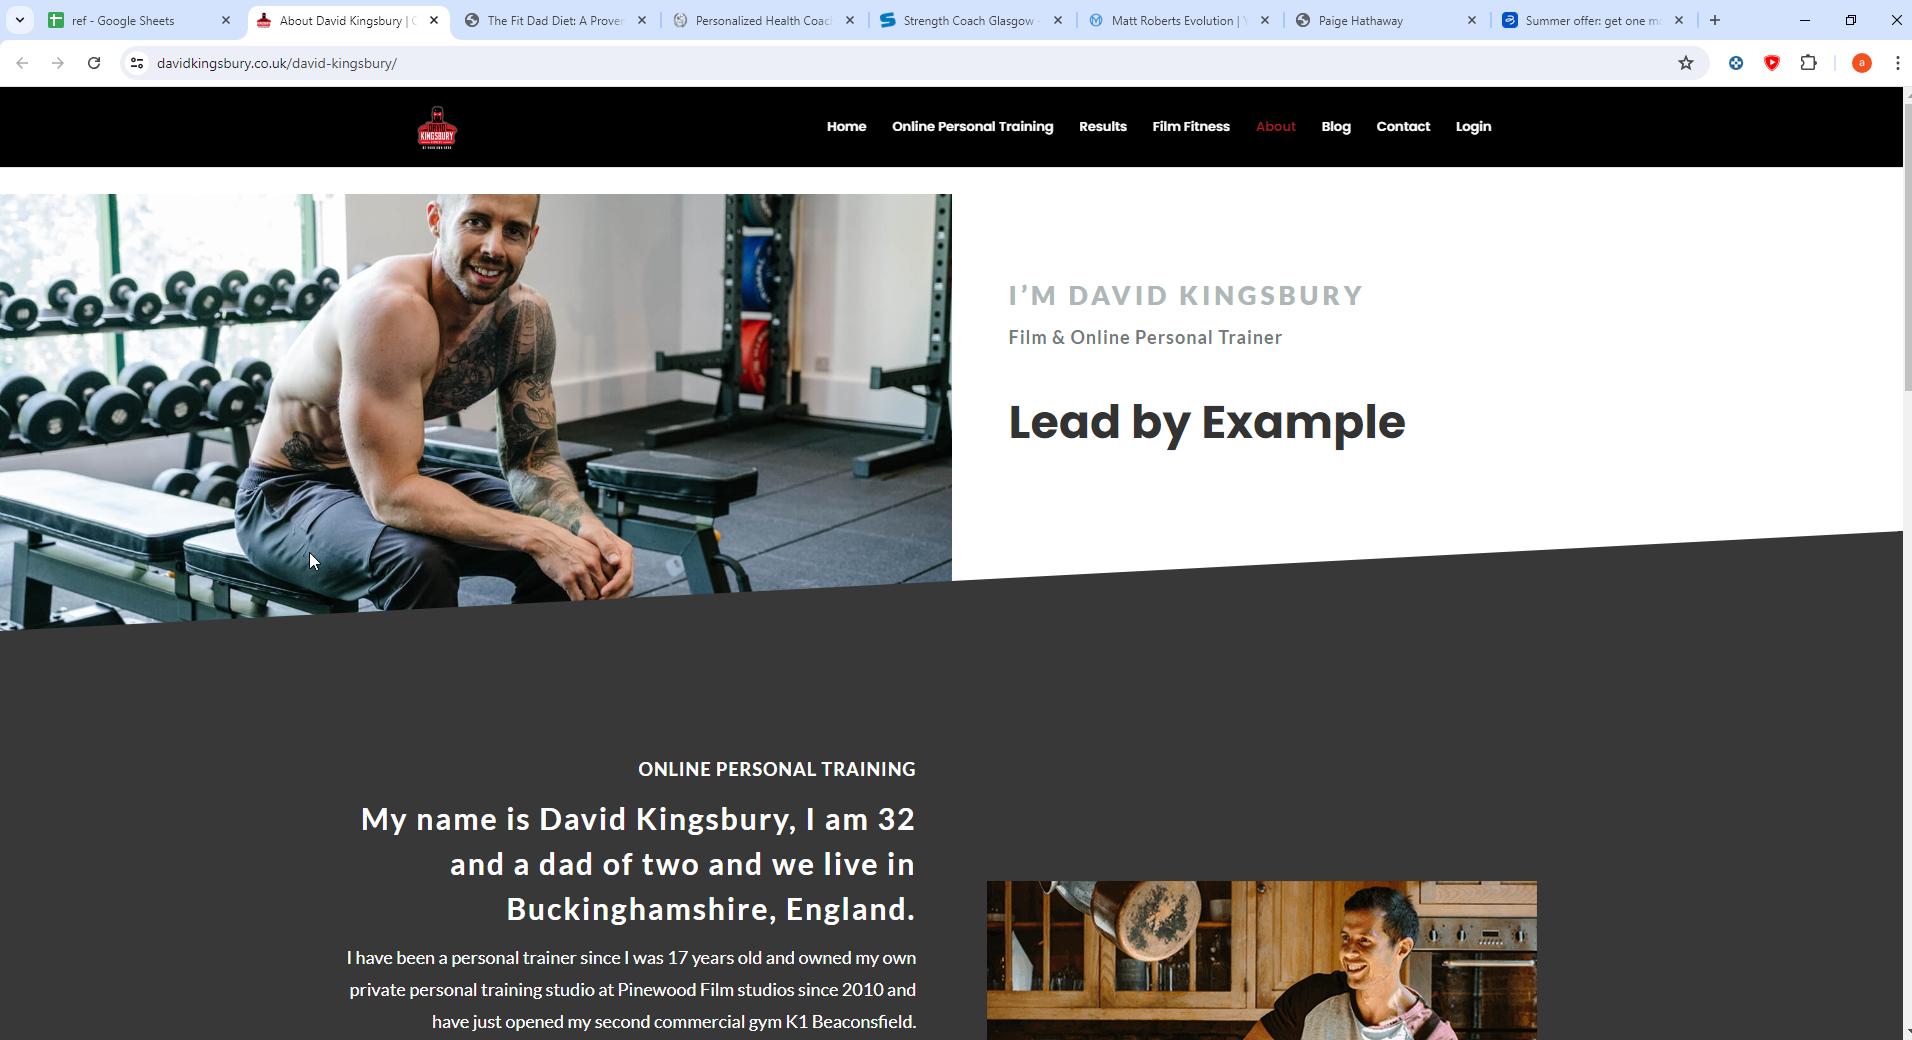 ref - Google Sheets
About David Kingsbury | C
The Fit Dad Diet: A Proven
Personalized Health Coac
Strength Coach Glasgow -
Matt Roberts Evolution | Y
Paige Hathaway
Summer offer: get one mo
davidkingsbury.co.uk/david-kingsbury/
a
KINGSBURY
Home
Online Personal Training
Results
Film Fitness
About
Blog
Contact
Login
I'M DAVID KINGSBURY
Film & Online Personal Trainer
Lead by Example
ONLINE PERSONAL TRAINING
My name is David Kingsbury, I am 32
and a dad of two and we live in
Buckinghamshire, England.
I have been a personal trainer since I was 17 years old and owned my own
private personal training studio at Pinewood Film studios since 2010 and
have just opened my second commercial gym K1 Beaconsfield.